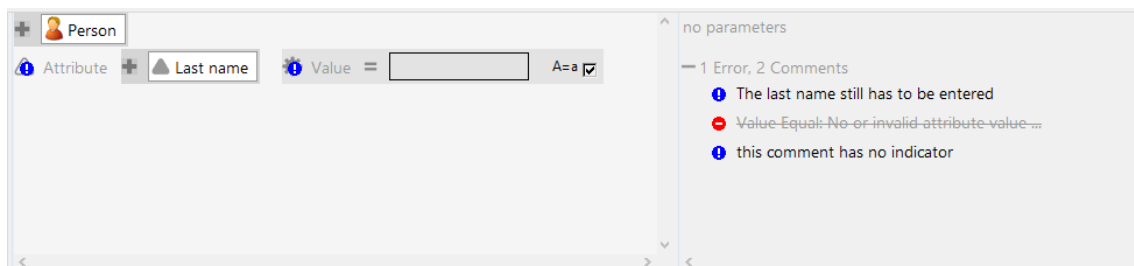 Person
Attribute Last name Value = A=a
no parameters
1 Error, 2 Comments
The last name still has to be entered
Value Equal: No or invalid attribute value ...
this comment has no indicator